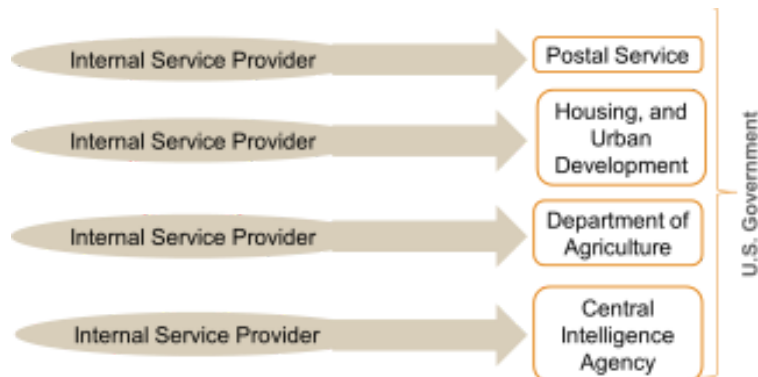 Internal Service Provider
Postal Service
Internal Service Provider
Housing, and
Urban
Development
Internal Service Provider
Department of
Agriculture
Internal Service Provider
Central
Intelligence
Agency
U.S. Government